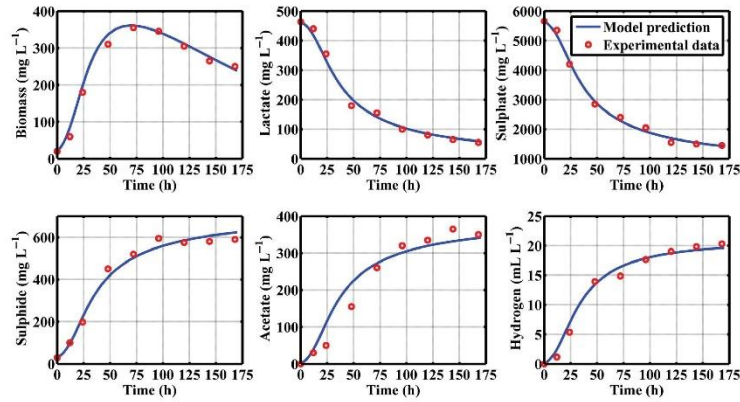 Biomass (mg L⁻¹)
400
300
200
100
0
0 25 50 75 100 125 150 175
Time (h)
Lactate (mg L⁻¹)
500
400
300
200
100
0
0 25 50 75 100 125 150 175
Time (h)
Sulphate (mg L⁻¹)
6000
5000
4000
3000
2000
1000
0 25 50 75 100 125 150 175
Time (h)
Model prediction
Experimental data
Sulphide (mg L⁻¹)
600
400
200
0
0 25 50 75 100 125 150 175
Time (h)
Acetate (mg L⁻¹)
400
300
200
100
0
0 25 50 75 100 125 150 175
Time (h)
Hydrogen (mL L⁻¹)
25
20
15
10
5
0
0 25 50 75 100 125 150 175
Time (h)